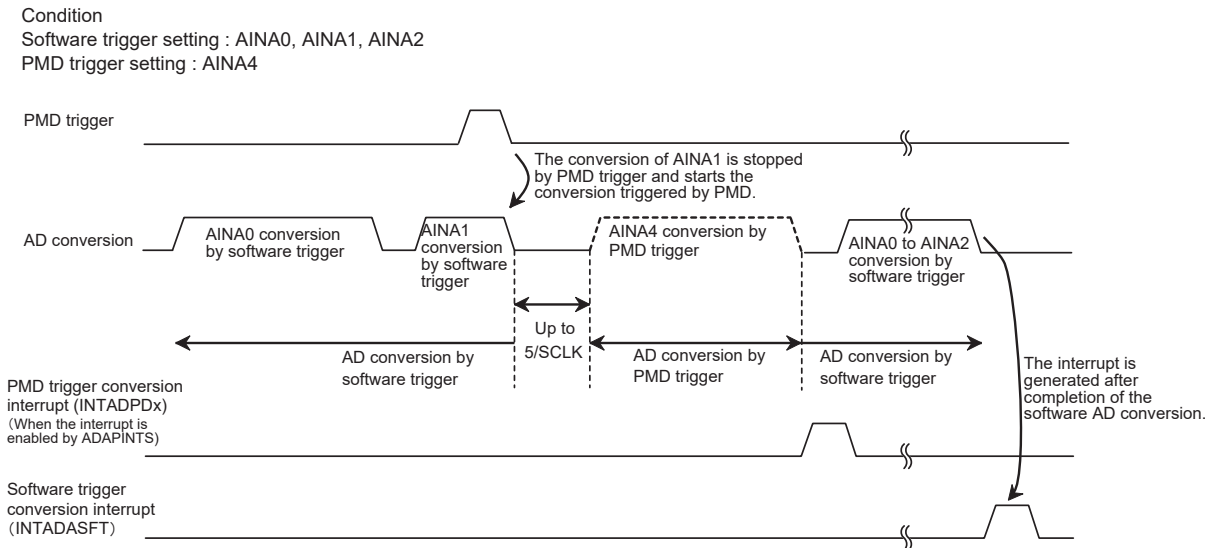 Condition
Software trigger setting : AINA0, AINA1, AINA2
PMD trigger setting : AINA4
PMD trigger
The conversion of AINA1 is stopped
by PMD trigger and starts the
conversion triggered by PMD.
AD conversion
AINA0 conversion
by software trigger
AINA1
conversion
by software
trigger
AINA4 conversion by
PMD trigger
AINA0 to AINA2
conversion by
software trigger
Up to
5/SCLK
AD conversion by
software trigger
AD conversion by
PMD trigger
AD conversion by
software trigger
The interrupt is
generated after
completion of the
software AD conversion.
PMD trigger conversion
interrupt (INTADPDx)
（When the interrupt is
enabled by ADAPINTS）
Software trigger
conversion interrupt
（INTADASFT）